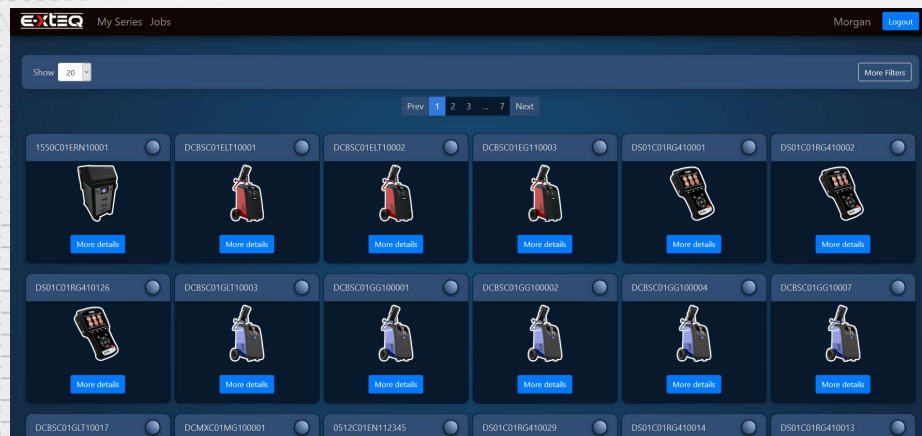 EXTEQ My Series Jobs Morgan Logout
Show 20 More Filters
Prev 1 2 3 ... 7 Next
1550C01ERN10001 DCBSC01ELT10001 DCBSC01ELT10002 DCBSC01EG110003 DS01C01RG410001 DS01C01RG410002
More details More details More details More details More details More details
DS01C01RG410126 DCBSC01GLT10003 DCBSC01GG100001 DCBSC01GG100002 DCBSC01GG100004 DCBSC01GG10007
More details More details More details More details More details More details
DCBSC01GLT10017 DCMXC01MG100001 0512C01EN112345 DS01C01RG410029 DS01C01RG410014 DS01C01RG410013